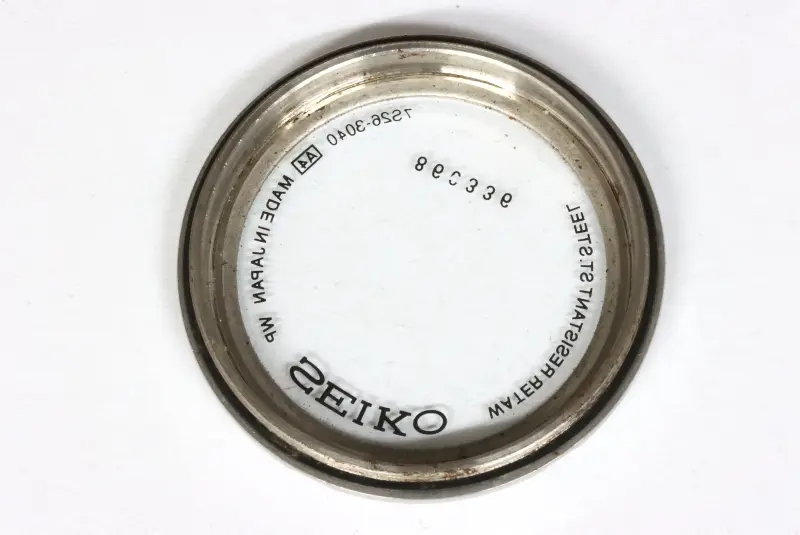 7S26-3040
A4
MADE IN JAPAN
WP
SEIKO
WATER RESISTANT ST.STEEL